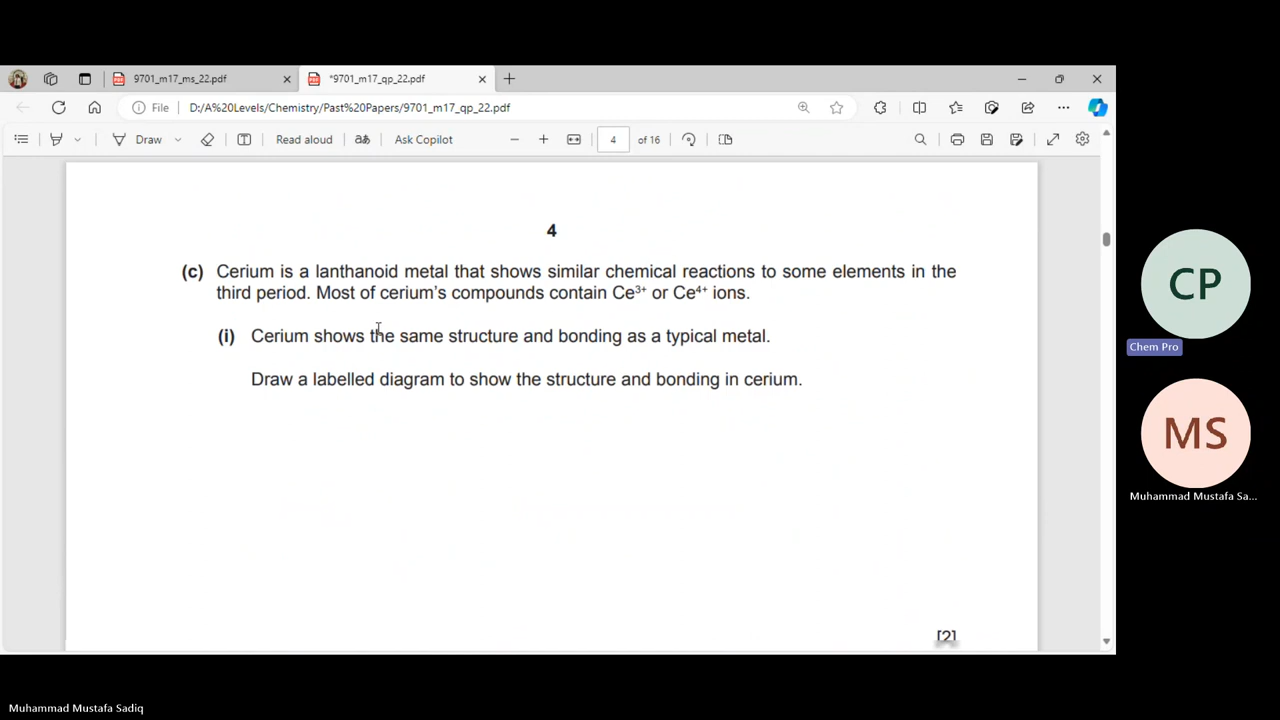 9701_m17_ms_22.pdf
*9701_m17_qp_22.pdf
File
D:/A%20Levels/Chemistry/Past%20Papers/9701_m17_qp_22.pdf
Draw
Read aloud
aあ
Ask Copilot
4
of 16
4
(c) Cerium is a lanthanoid metal that shows similar chemical reactions to some elements in the
third period. Most of cerium's compounds contain Ce³⁺ or Ce⁴⁺ ions.
(i) Cerium shows the same structure and bonding as a typical metal.
Draw a labelled diagram to show the structure and bonding in cerium.
[2]
CP
Chem Pro
MS
Muhammad Mustafa Sa...
Muhammad Mustafa Sadiq